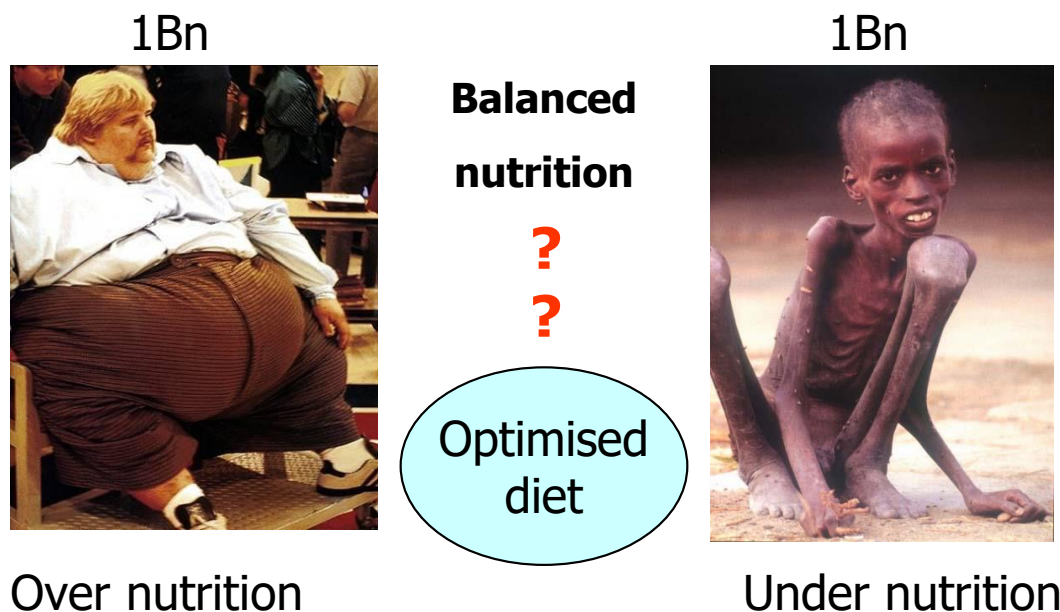 1Bn
1Bn
Balanced
nutrition
?
?
Optimised
diet
Over nutrition
Under nutrition